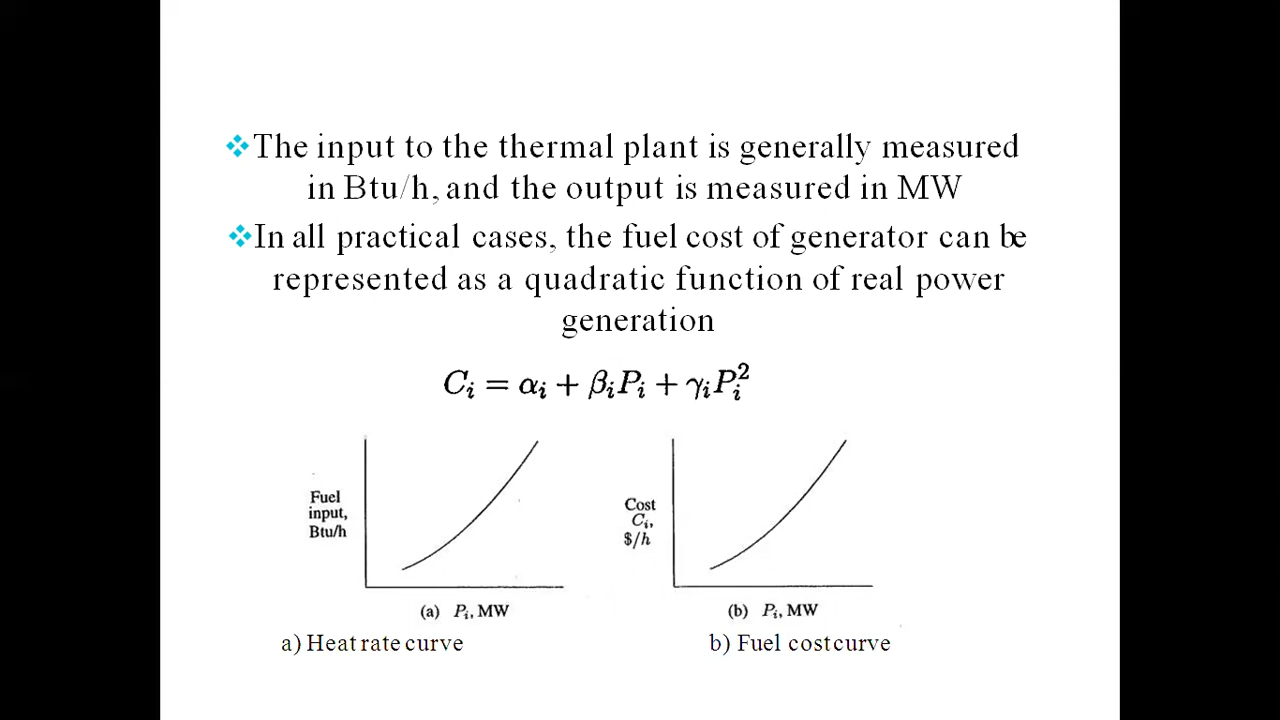 ❖The input to the thermal plant is generally measured
in Btu/h, and the output is measured in MW
❖In all practical cases, the fuel cost of generator can be
represented as a quadratic function of real power
generation
Cᵢ = αᵢ + βᵢPᵢ + γᵢPᵢ²
Fuel
input,
Btu/h
(a) Pᵢ, MW
Cost
Cᵢ,
$/h
(b) Pᵢ, MW
a) Heat rate curve
b) Fuel cost curve